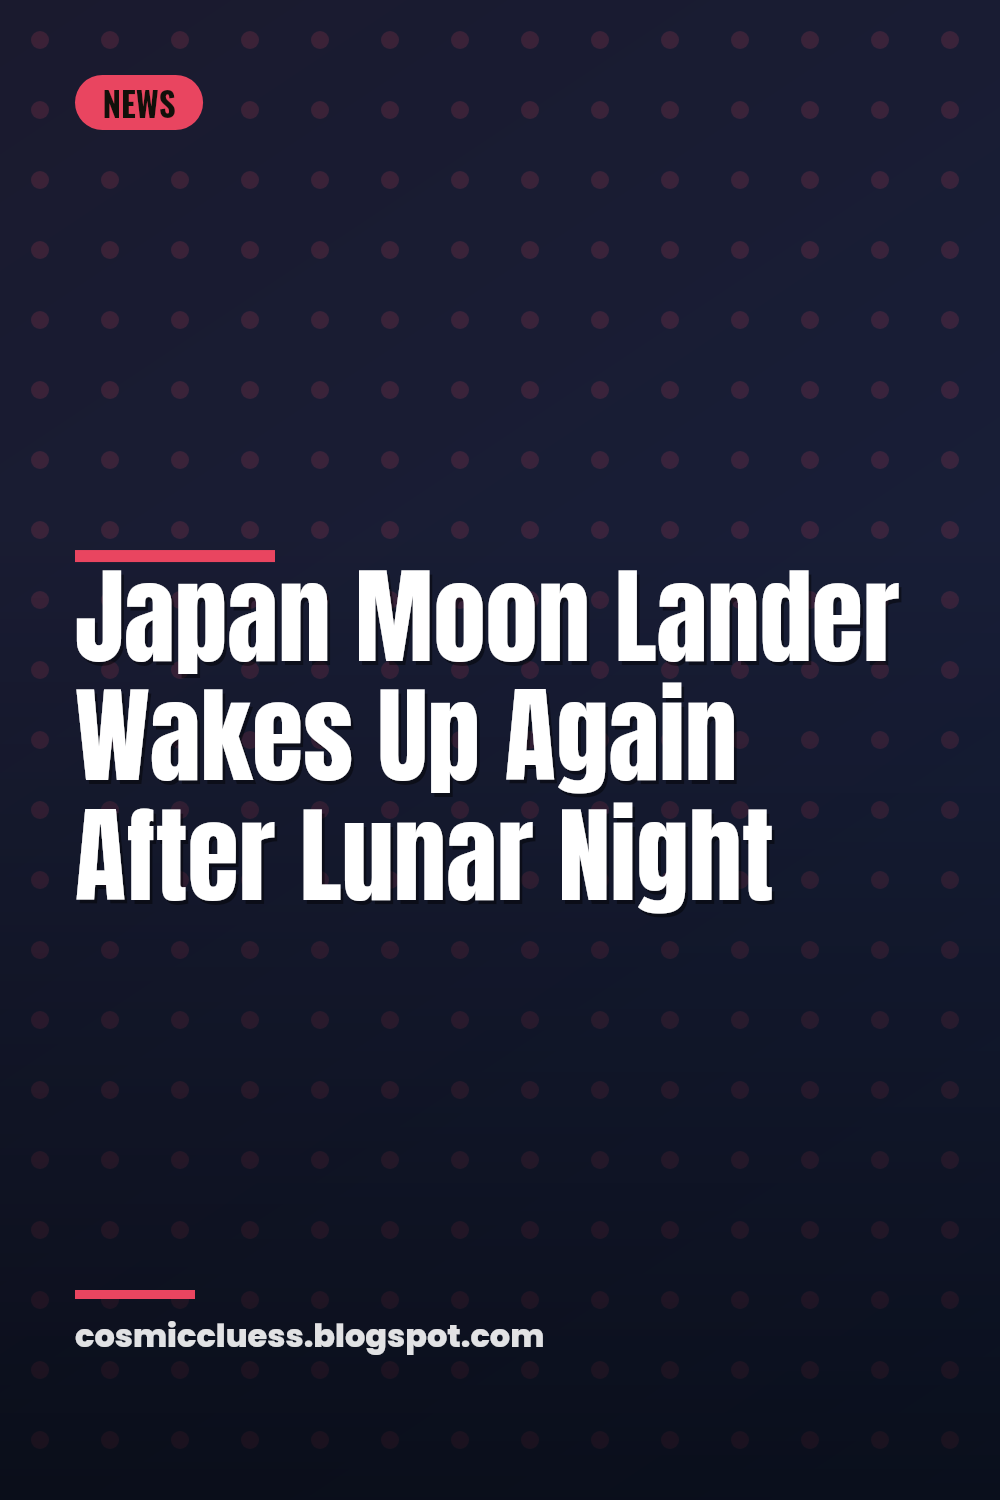 NEWS
Japan Moon Lander
Wakes Up Again
After Lunar Night
cosmiccluess.blogspot.com